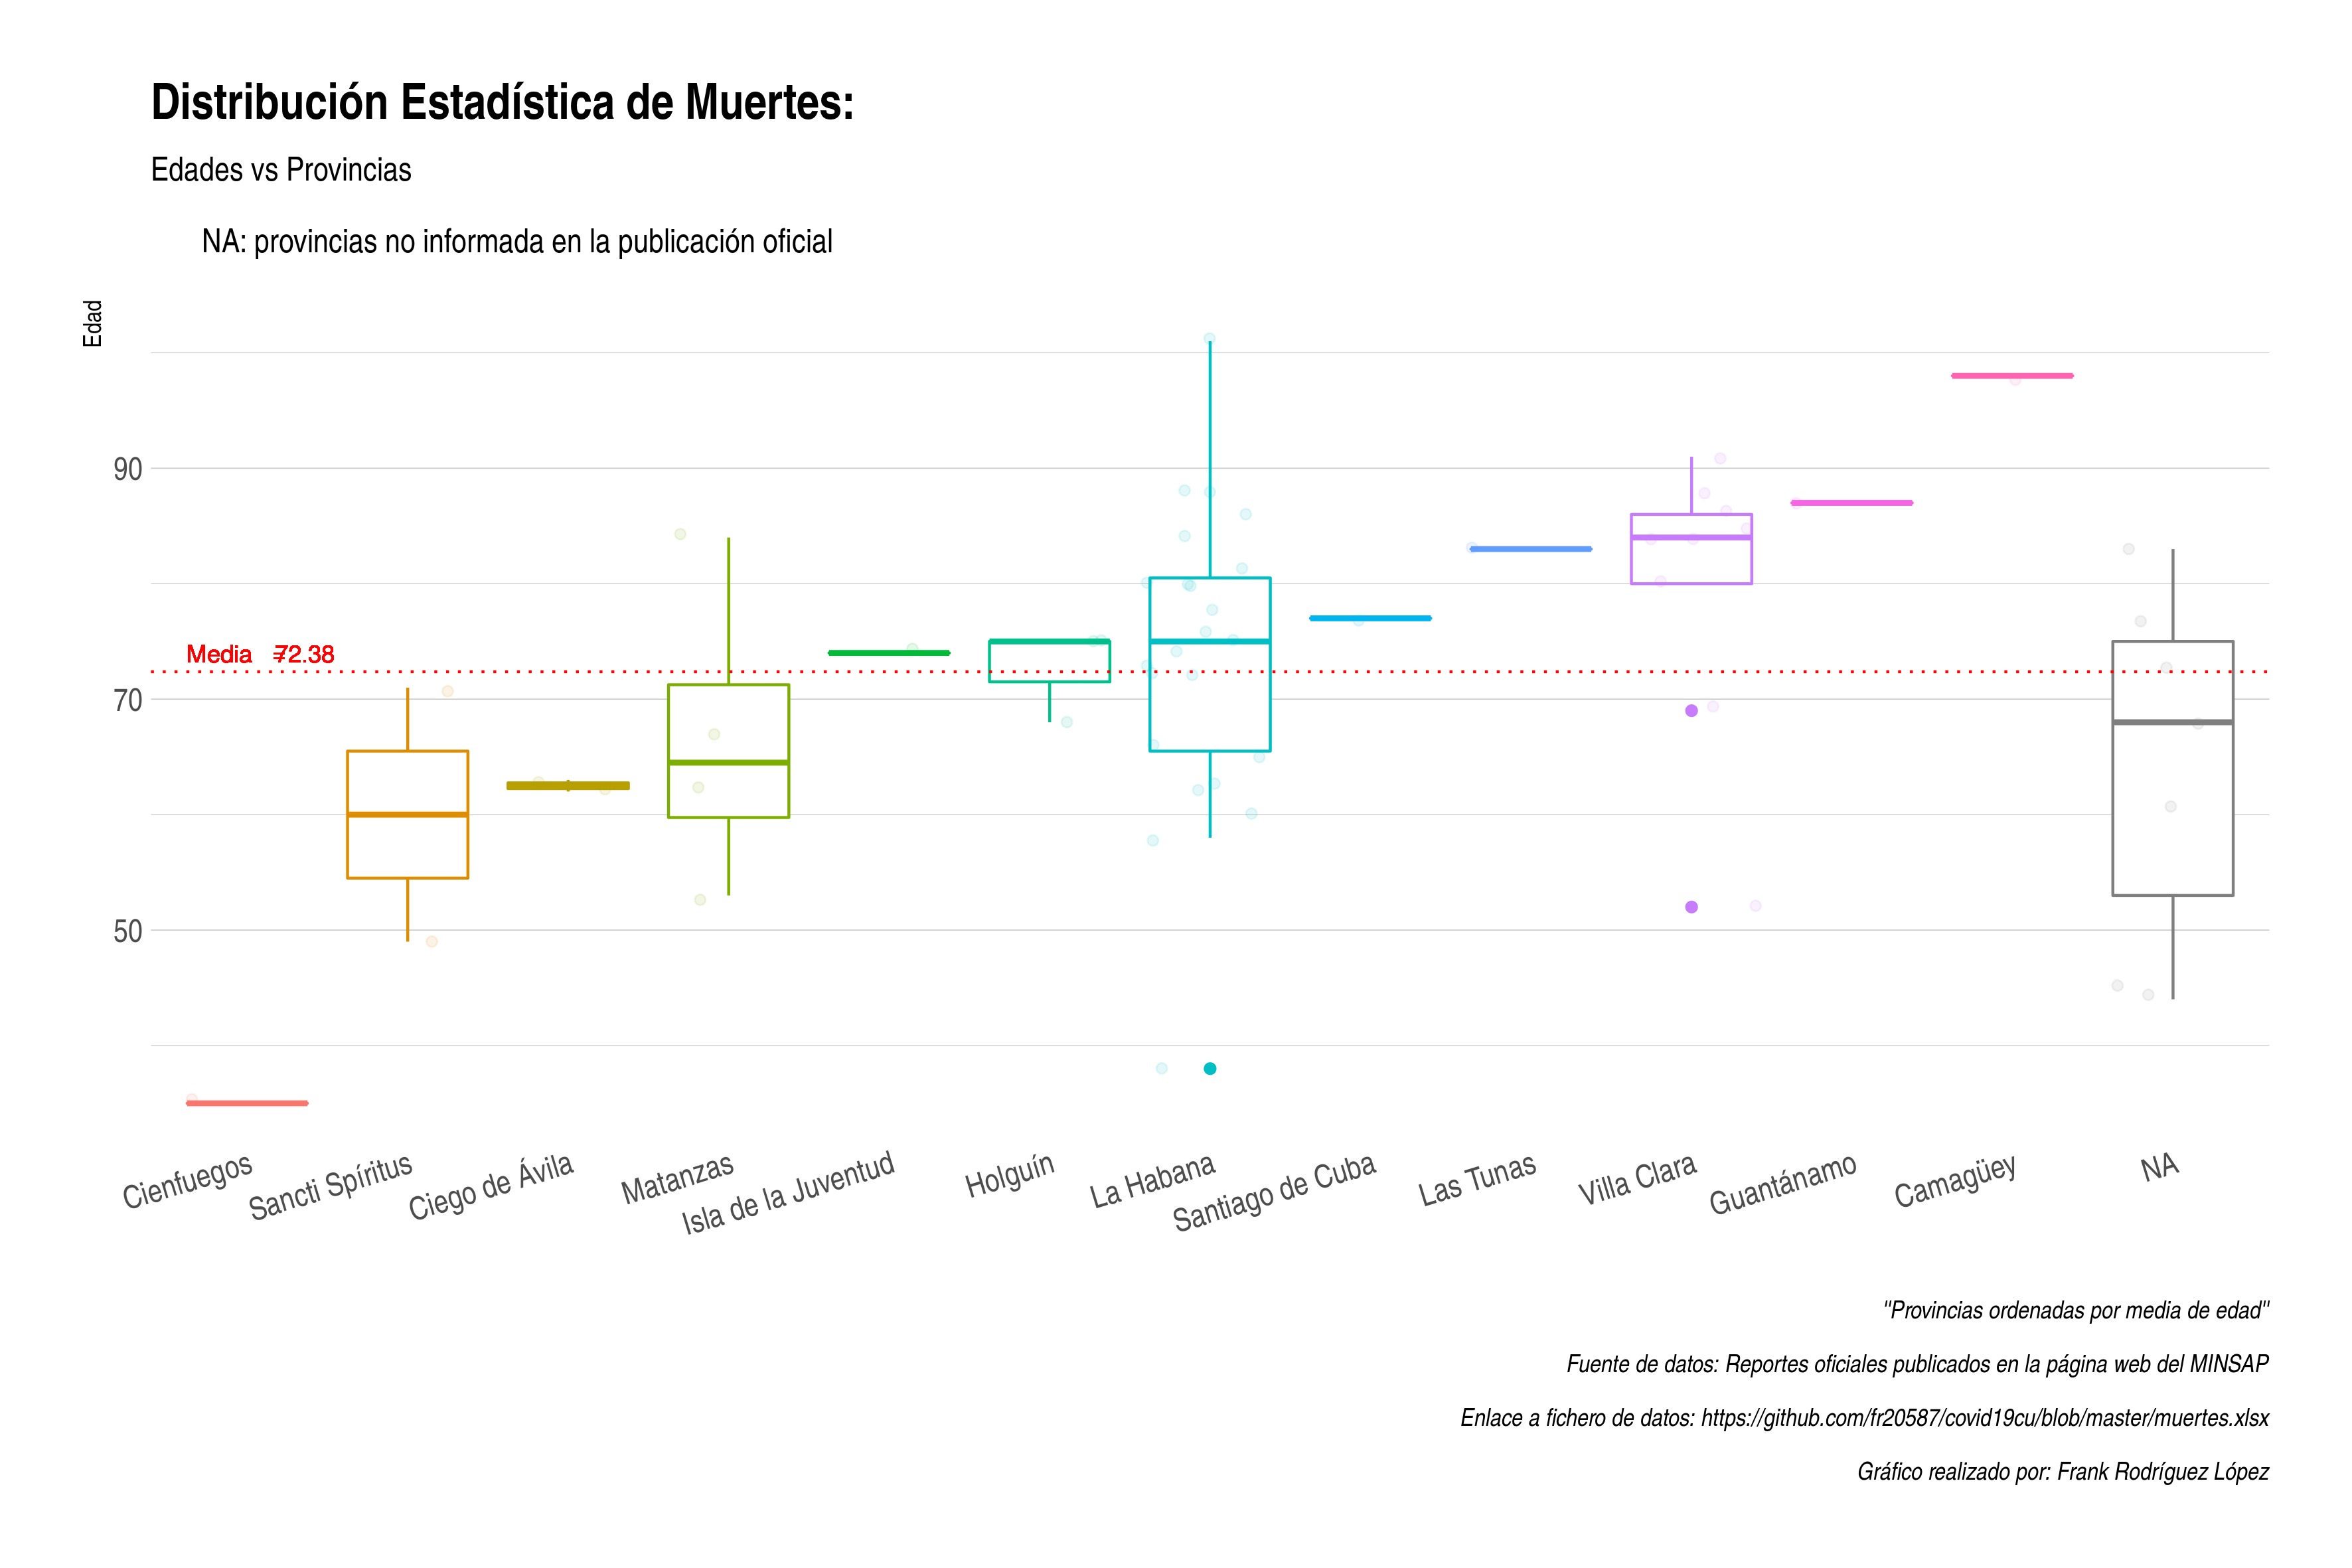 Distribución Estadística de Muertes:
Edades vs Provincias
NA: provincias no informada en la publicación oficial
Edad
90
70
50
Media = 72.38
Cienfuegos
Sancti Spíritus
Ciego de Ávila
Matanzas
Isla de la Juventud
Holguín
La Habana
Santiago de Cuba
Las Tunas
Villa Clara
Guantánamo
Camagüey
NA
"Provincias ordenadas por media de edad"
Fuente de datos: Reportes oficiales publicados en la página web del MINSAP
Enlace a fichero de datos: https://github.com/fr20587/covid19cu/blob/master/muertes.xlsx
Gráfico realizado por: Frank Rodríguez López